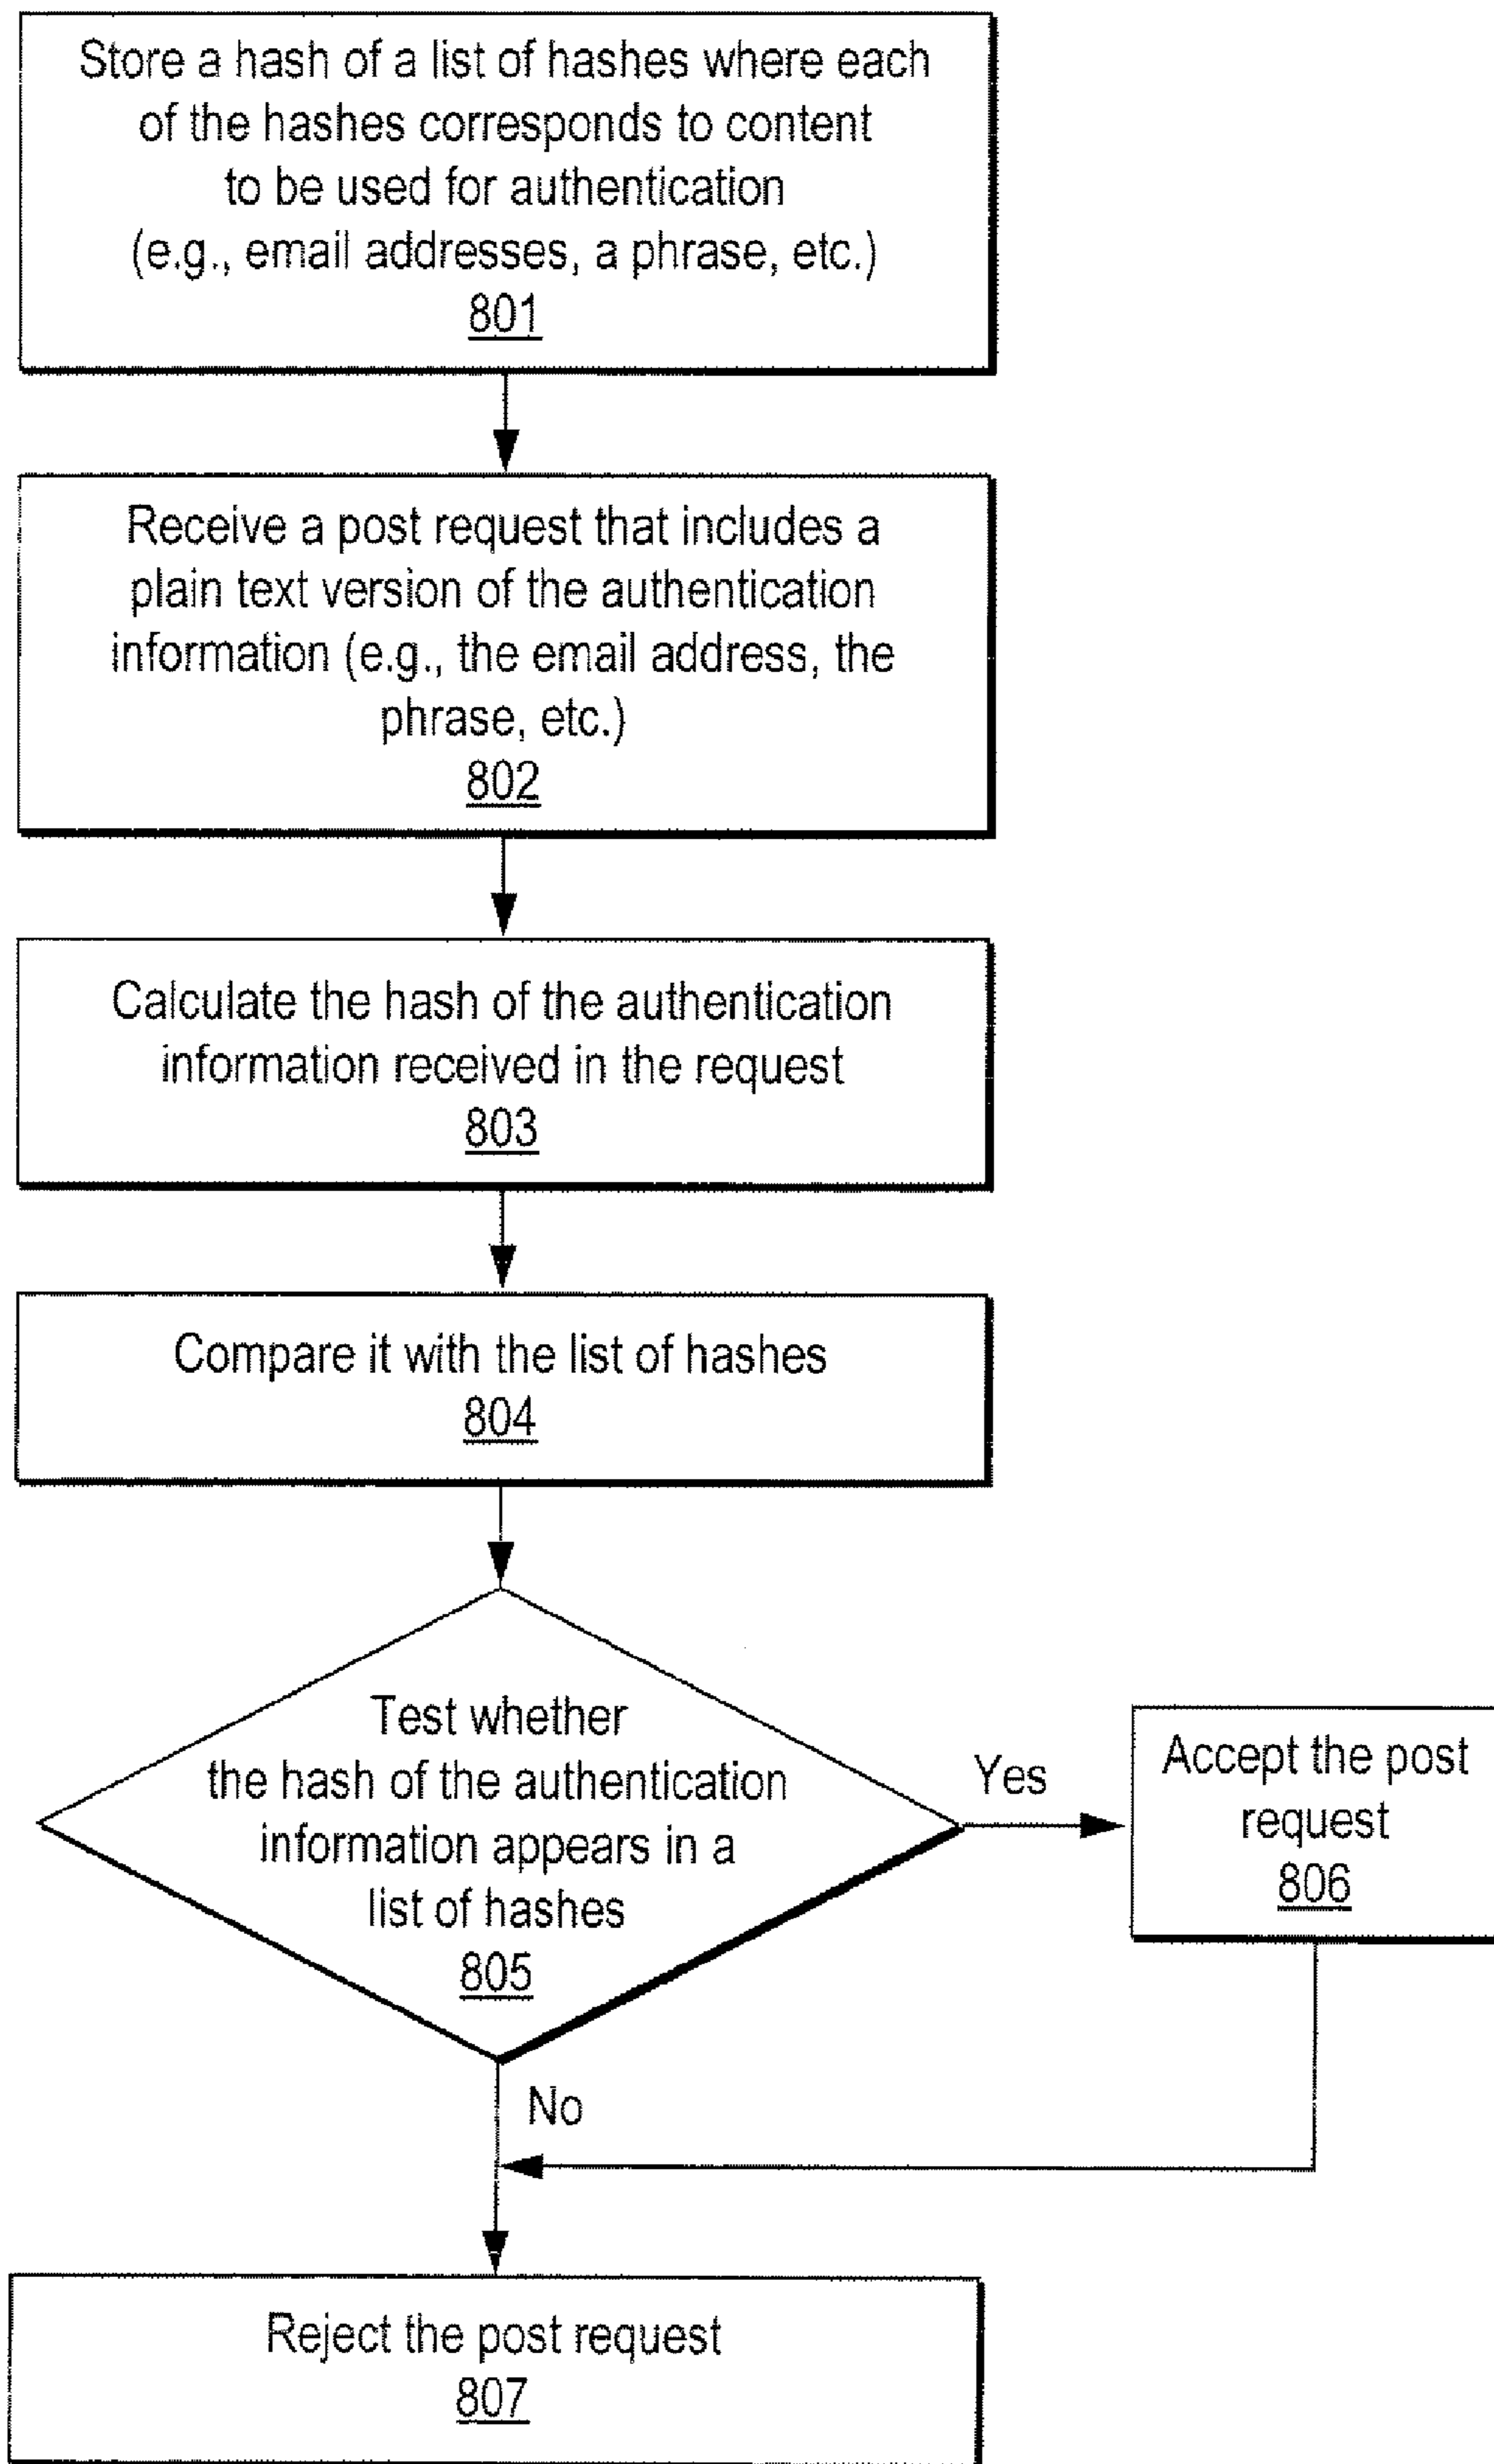 Store a hash of a list of hashes where each
of the hashes corresponds to content
to be used for authentication
(e.g., email addresses, a phrase, etc.)
801
Receive a post request that includes a
plain text version of the authentication
information (e.g., the email address, the
phrase, etc.)
802
Calculate the hash of the authentication
information received in the request
803
Compare it with the list of hashes
804
Test whether
the hash of the authentication
information appears in a
list of hashes
805
Yes
Accept the post
request
806
No
Reject the post request
807